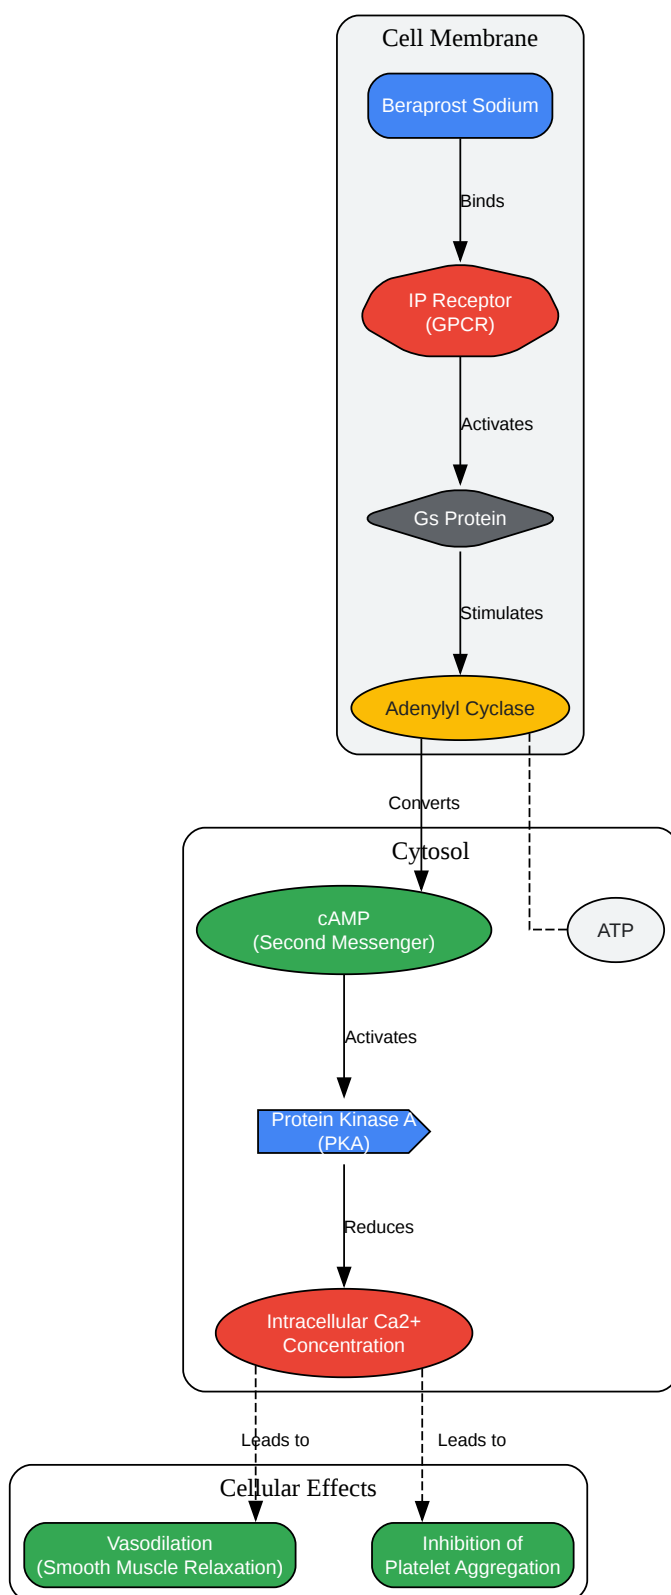 Cell Membrane
Beraprost Sodium
Binds
IP Receptor
(GPCR)
Activates
Gs Protein
Stimulates
Adenylyl Cyclase
Converts
Cytosol
cAMP
(Second Messenger)
ATP
Activates
Protein Kinase A
(PKA)
Reduces
Intracellular Ca2+
Concentration
Leads to
Leads to
Cellular Effects
Vasodilation
(Smooth Muscle Relaxation)
Inhibition of
Platelet Aggregation